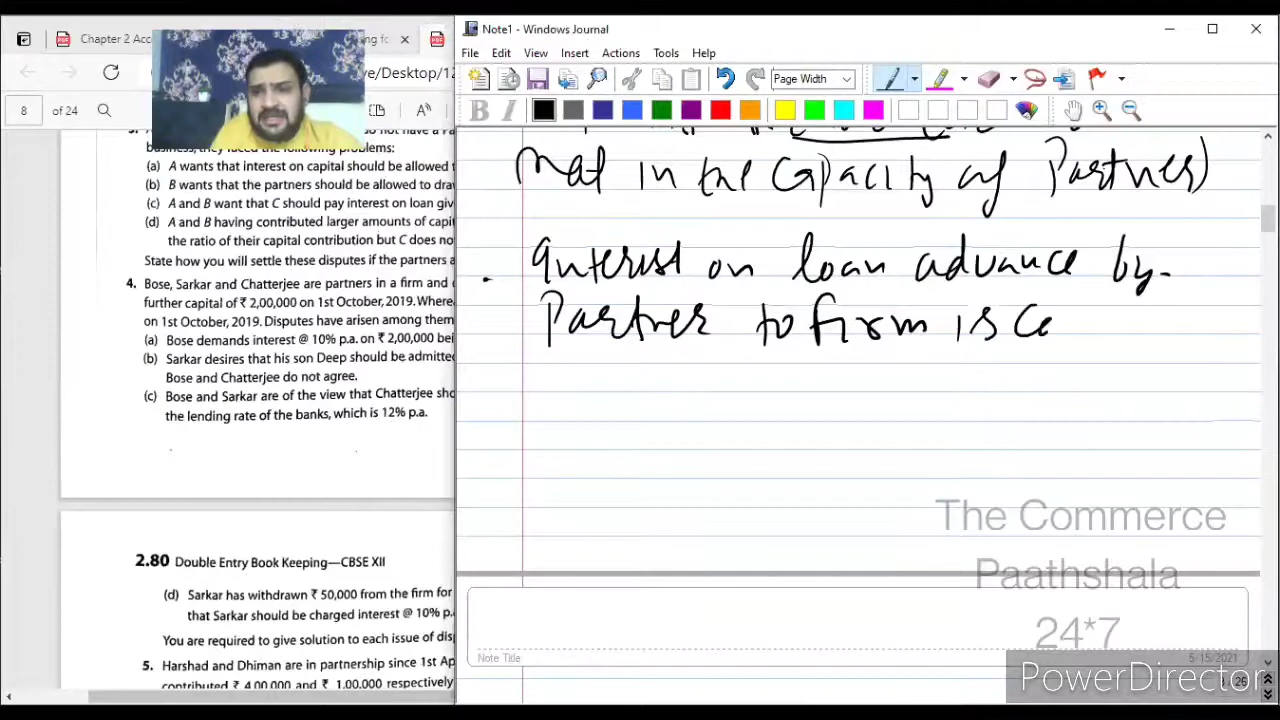 Chapter 2 Acc
ng fo
ve/Desktop/12
8 of 24
business, they faced the following problems:
(a) A wants that interest on capital should be allowed t
(b) B wants that the partners should be allowed to dra
(c) A and B want that C should pay interest on loan giv
(d) A and B having contributed larger amounts of capi
the ratio of their capital contribution but C does no
State how you will settle these disputes if the partners a
4. Bose, Sarkar and Chatterjee are partners in a firm and
further capital of ₹ 2,00,000 on 1st October, 2019. Wherea
on 1st October, 2019. Disputes have arisen among them
(a) Bose demands interest @ 10% p.a. on ₹ 2,00,000 bei
(b) Sarkar desires that his son Deep should be admitted
Bose and Chatterjee do not agree.
(c) Bose and Sarkar are of the view that Chatterjee sho
the lending rate of the banks, which is 12% p.a.
2.80 Double Entry Book Keeping—CBSE XII
(d) Sarkar has withdrawn ₹ 50,000 from the firm for
that Sarkar should be charged interest @ 10% p.
You are required to give solution to each issue of dis
5. Harshad and Dhiman are in partnership since 1st Ap
contributed ₹ 4,00,000 and ₹ 1,00,000 respectively
Note1 - Windows Journal
File Edit View Insert Actions Tools Help
Page Width
B I
not in the Capacity of Partner)
. Interest on loan advance by
Partner to firm is C
The Commerce
Paathshala
24*7
Note Title
5/15/2021
PowerDirector